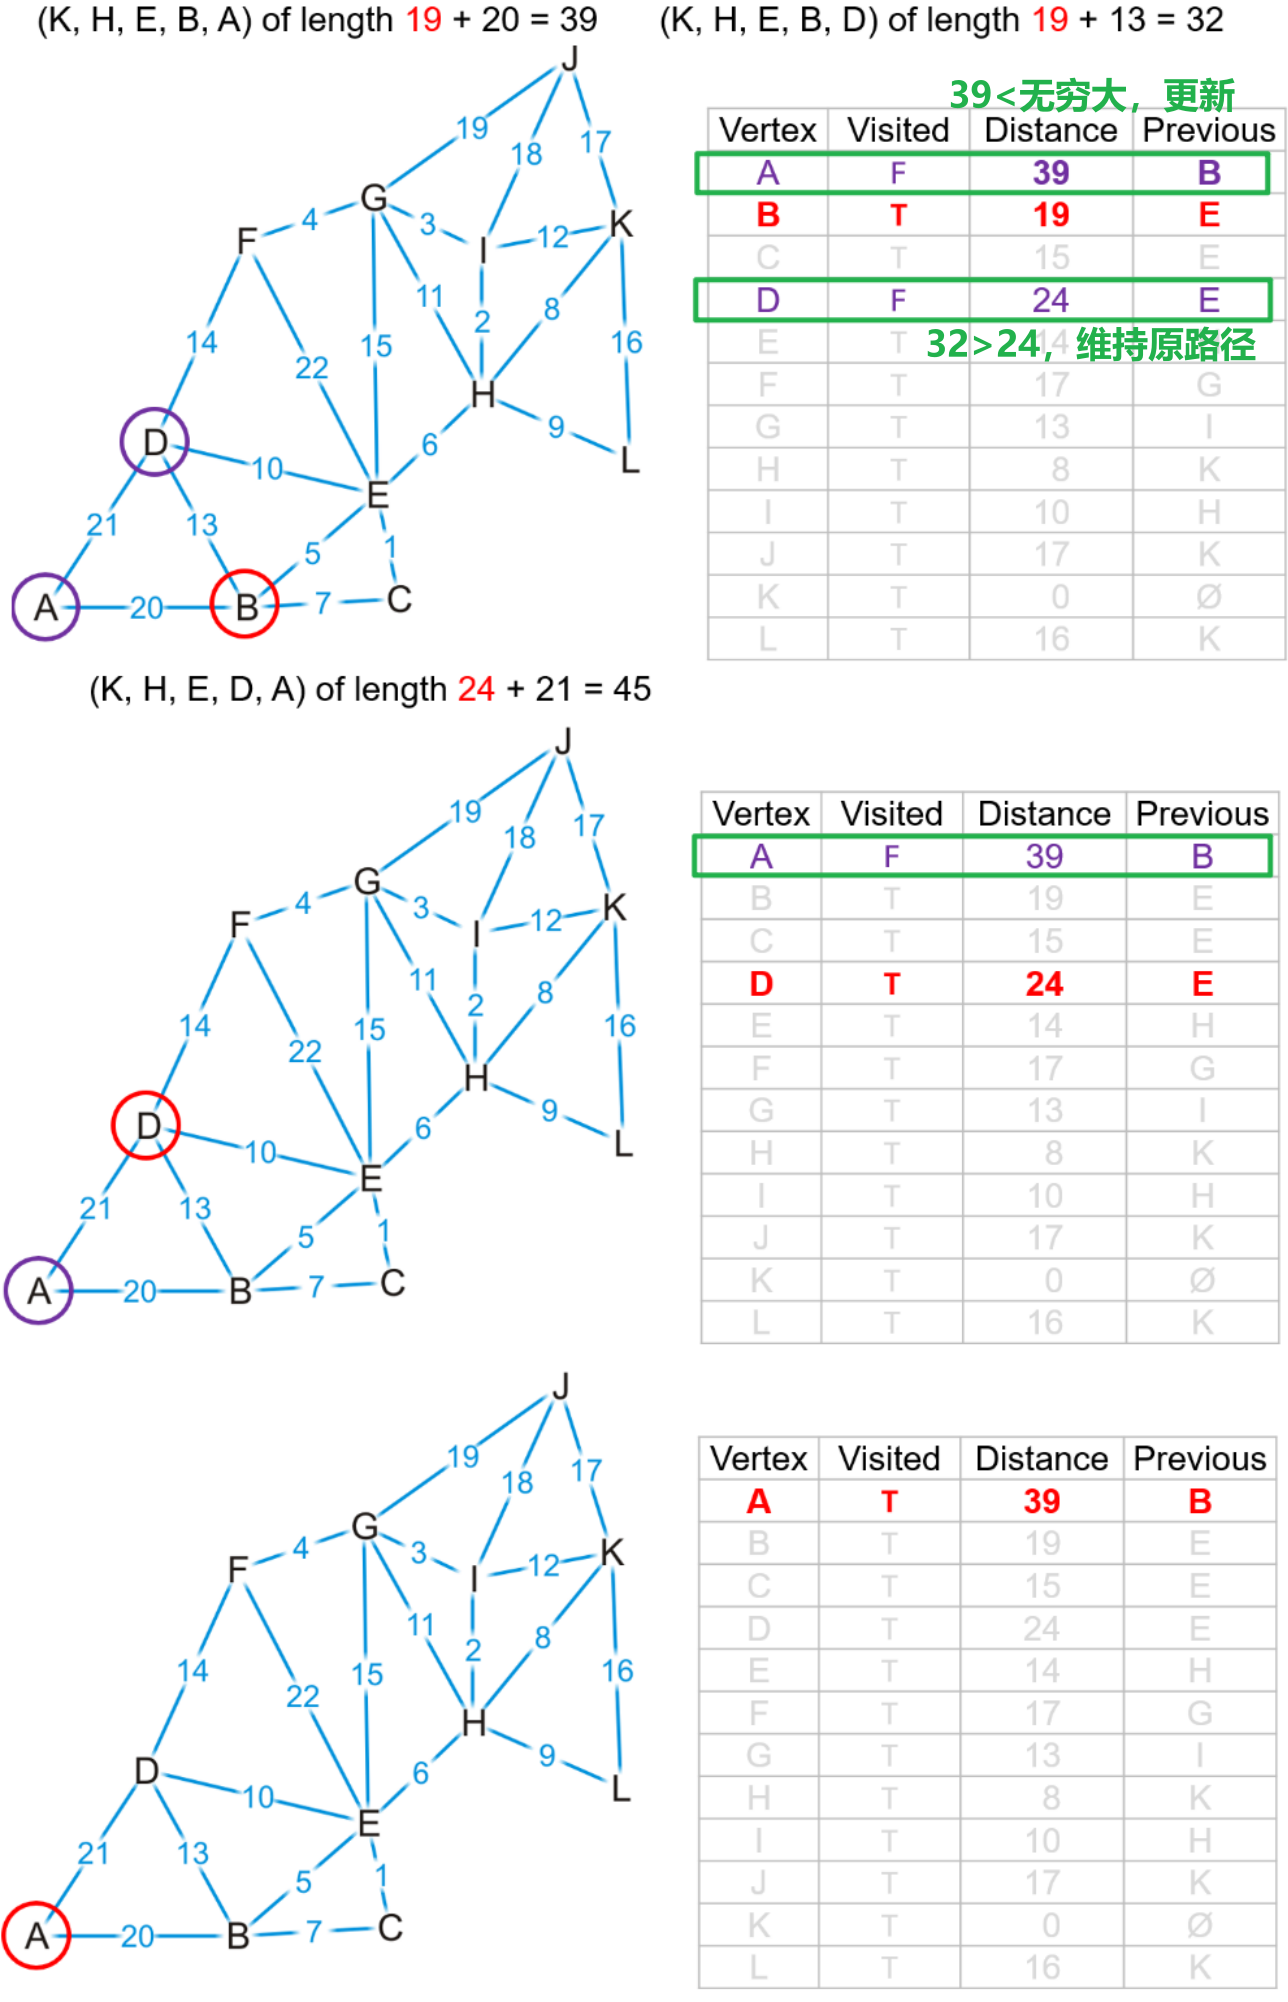 (K, H, E, B, A) of length 19 + 20 = 39
(K, H, E, B, D) of length 19 + 13 = 32
J
19
18
17
G
K
4
3
I
12
F
11
8
2
14
15
16
22
H
9
D
6
L
10
E
21
13
5
1
A
20
B
7
C
39<无穷大，更新
Vertex Visited Distance Previous
A F 39 B
B T 19 E
C T 15 E
D F 24 E
E T 14
32>24，维持原路径
F T 17 G
G T 13 I
H T 8 K
I T 10 H
J T 17 K
K T 0 Ø
L T 16 K
(K, H, E, D, A) of length 24 + 21 = 45
J
19
18
17
G
K
4
3
I
12
F
11
8
2
14
15
16
22
H
9
D
6
L
10
E
21
13
5
1
A
20
B
7
C
Vertex Visited Distance Previous
A F 39 B
B T 19 E
C T 15 E
D T 24 E
E T 14 H
F T 17 G
G T 13 I
H T 8 K
I T 10 H
J T 17 K
K T 0 Ø
L T 16 K
J
19
18
17
G
K
4
3
I
12
F
11
8
2
14
15
16
22
H
9
D
6
L
10
E
21
13
5
1
A
20
B
7
C
Vertex Visited Distance Previous
A T 39 B
B T 19 E
C T 15 E
D T 24 E
E T 14 H
F T 17 G
G T 13 I
H T 8 K
I T 10 H
J T 17 K
K T 0 Ø
L T 16 K